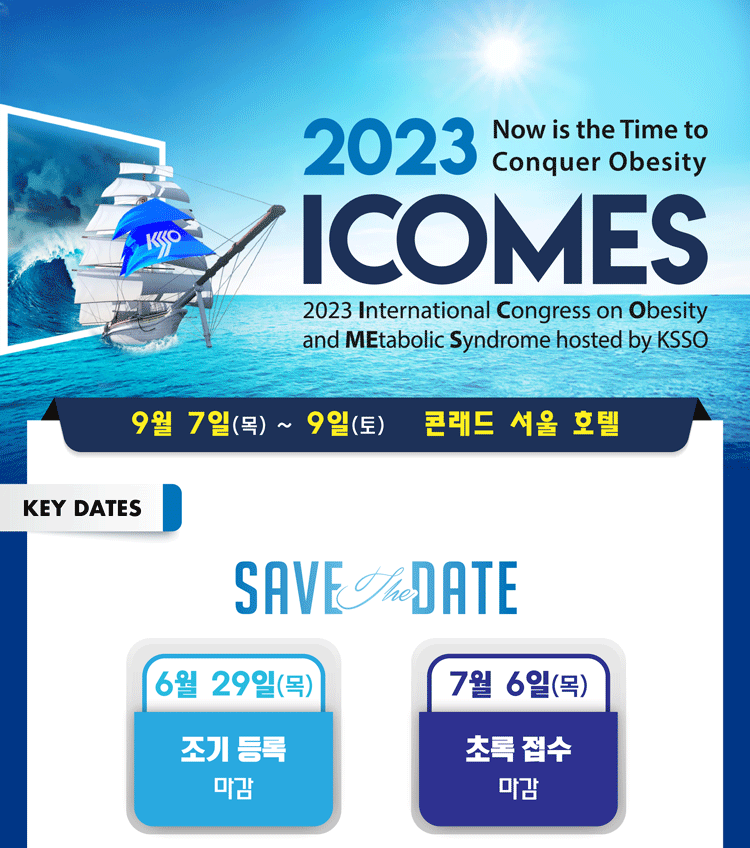 2023 Now is the Time to
Conquer Obesity
KSSO
ICOMES
2023 International Congress on Obesity
and MEtabolic Syndrome hosted by KSSO
9월 7일(목) ~ 9일(토) 콘래드 서울 호텔
KEY DATES
SAVE The DATE
6월 29일(목)
조기 등록
마감
7월 6일(목)
초록 접수
마감